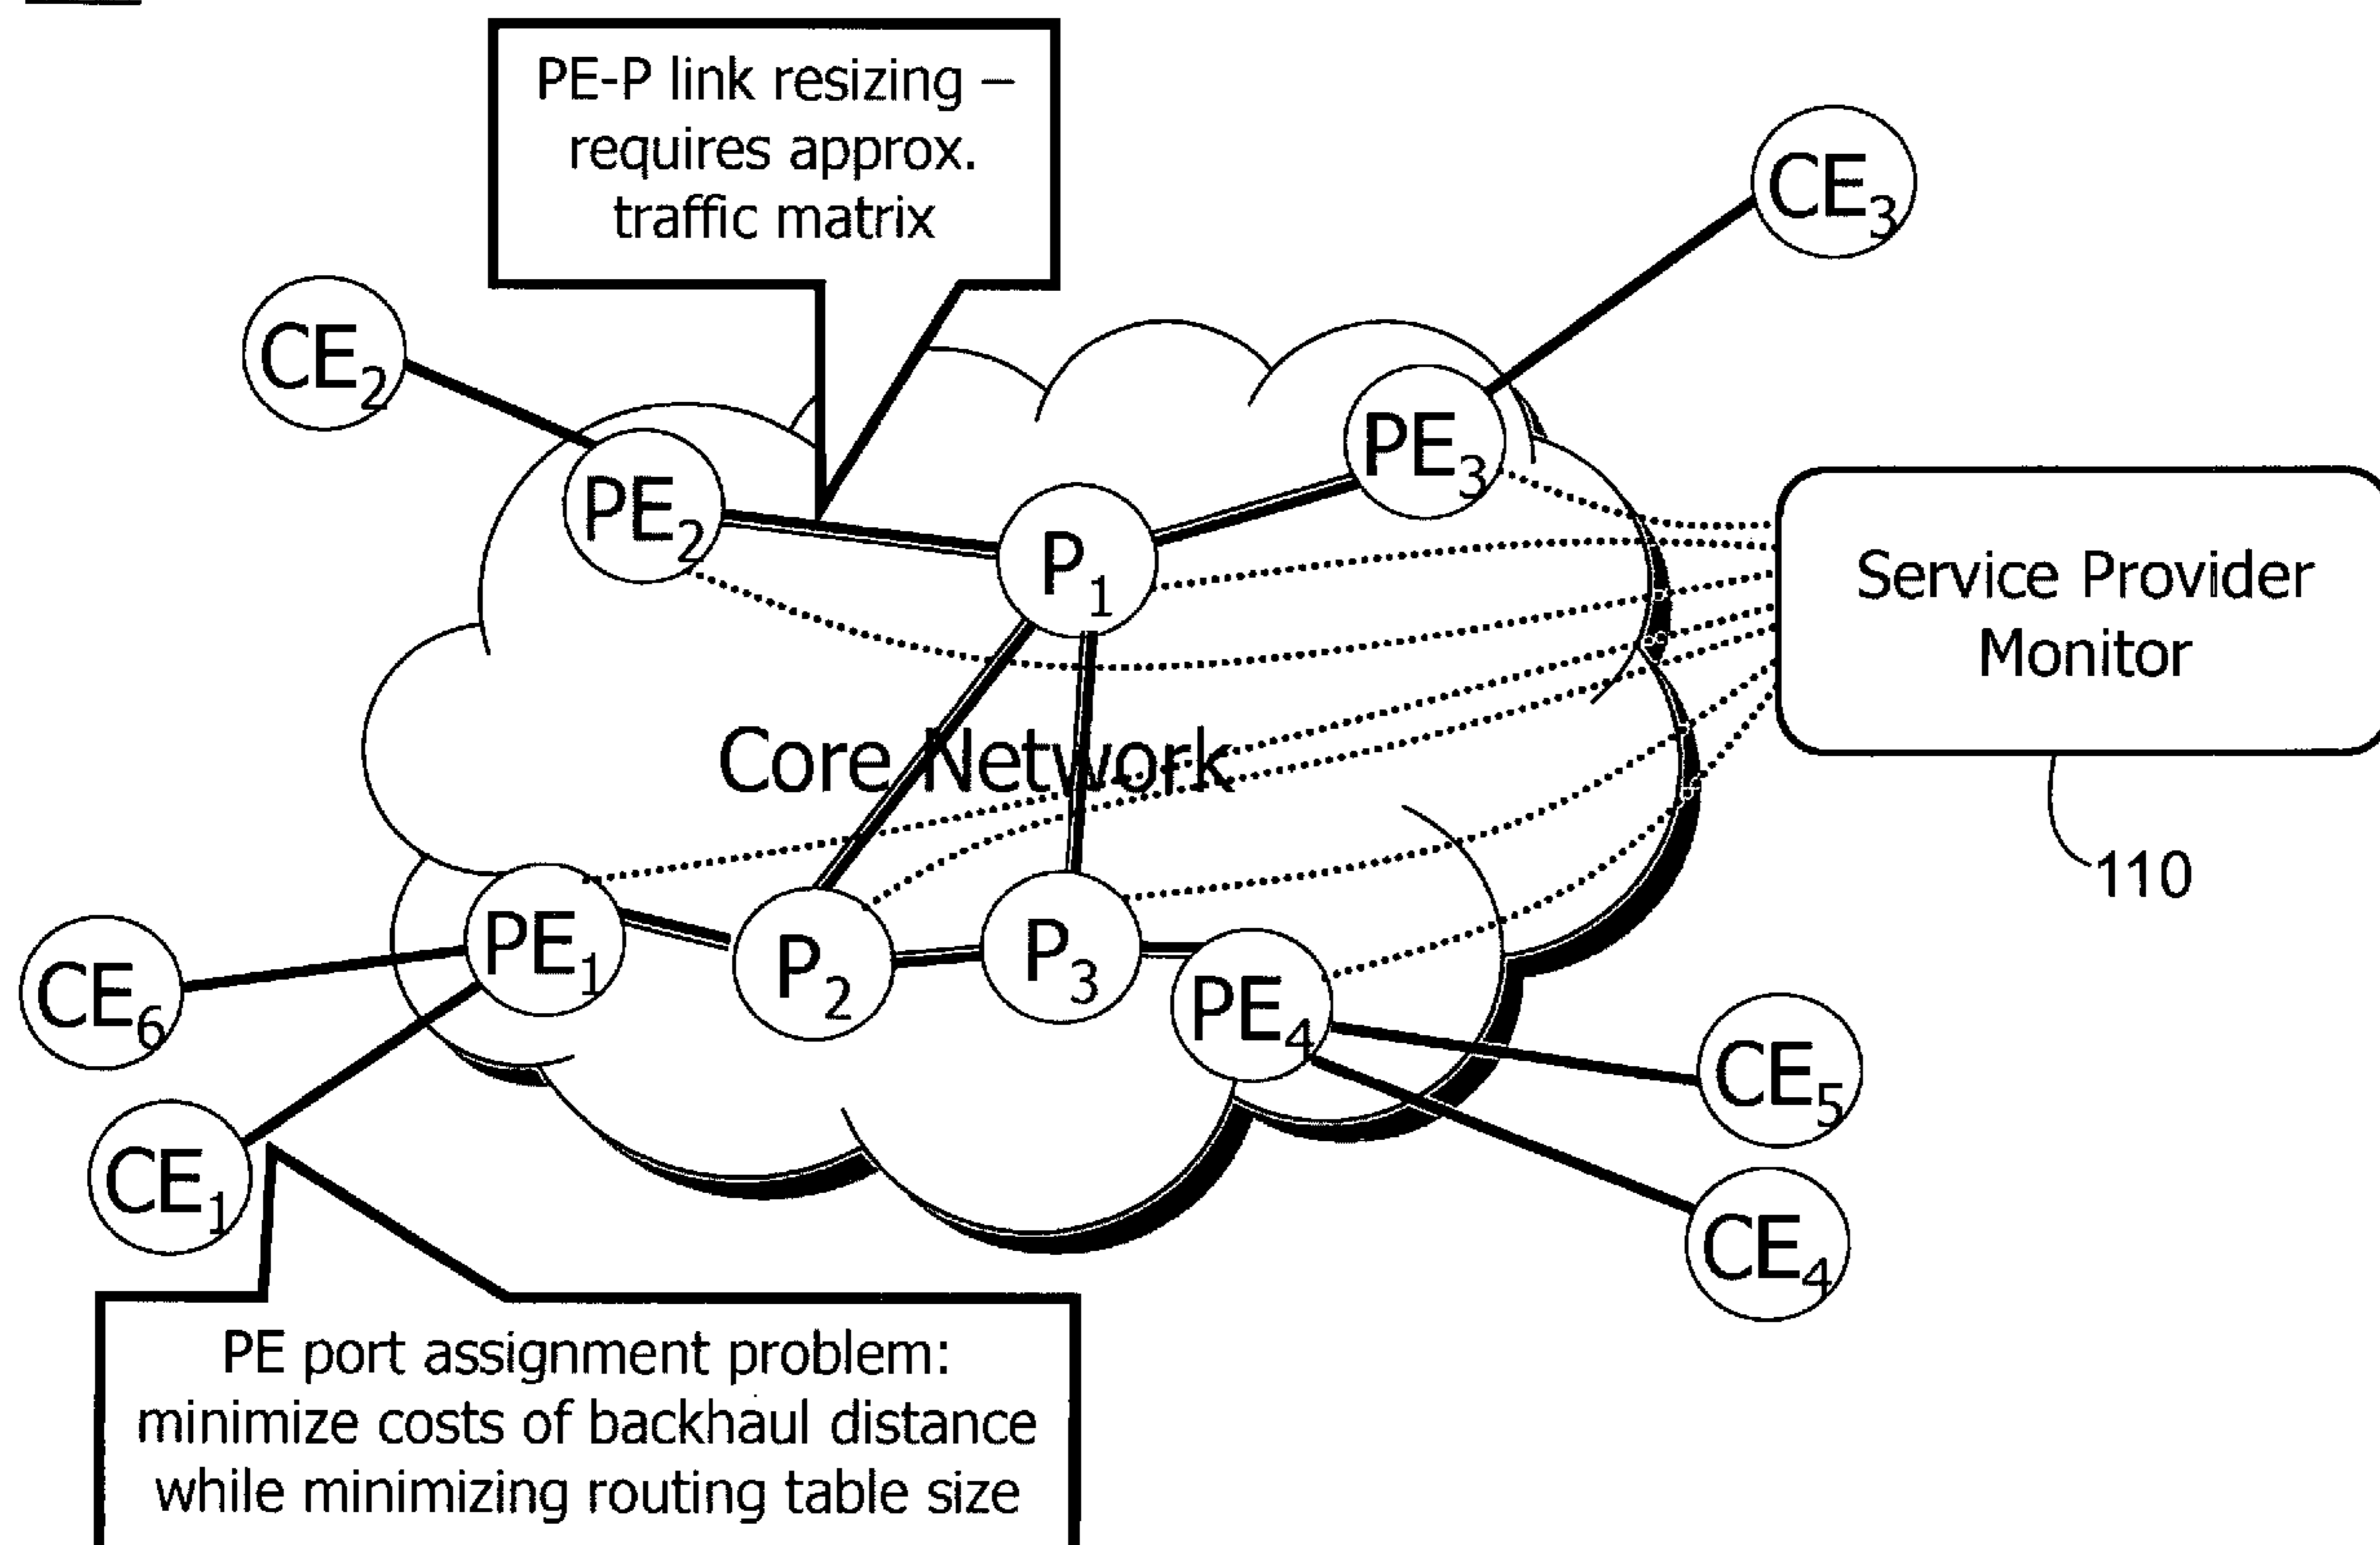 PE-P link resizing –
requires approx.
traffic matrix
CE3
CE2
PE3
PE2
P1
Service Provider
Monitor
Core Network
110
PE1
P2
P3
PE4
CE6
CE5
CE1
CE4
PE port assignment problem:
minimize costs of backhaul distance
while minimizing routing table size